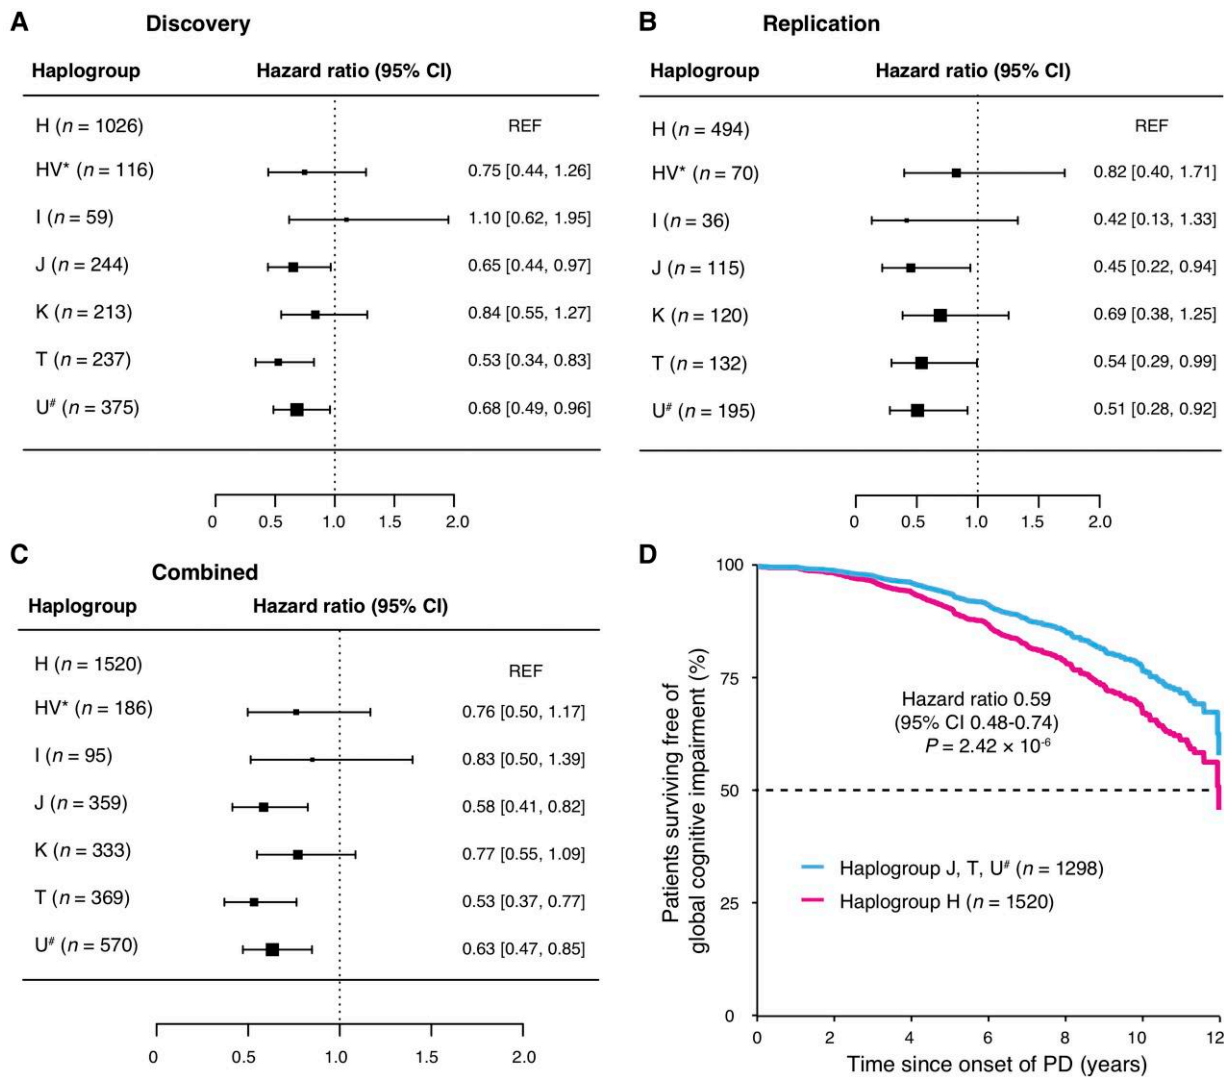 A Discovery
Haplogroup Hazard ratio (95% CI)
H (n = 1026) REF
HV* (n = 116) 0.75 [0.44, 1.26]
I (n = 59) 1.10 [0.62, 1.95]
J (n = 244) 0.65 [0.44, 0.97]
K (n = 213) 0.84 [0.55, 1.27]
T (n = 237) 0.53 [0.34, 0.83]
U# (n = 375) 0.68 [0.49, 0.96]
0 0.5 1.0 1.5 2.0
B Replication
Haplogroup Hazard ratio (95% CI)
H (n = 494) REF
HV* (n = 70) 0.82 [0.40, 1.71]
I (n = 36) 0.42 [0.13, 1.33]
J (n = 115) 0.45 [0.22, 0.94]
K (n = 120) 0.69 [0.38, 1.25]
T (n = 132) 0.54 [0.29, 0.99]
U# (n = 195) 0.51 [0.28, 0.92]
0 0.5 1.0 1.5 2.0
C Combined
Haplogroup Hazard ratio (95% CI)
H (n = 1520) REF
HV* (n = 186) 0.76 [0.50, 1.17]
I (n = 95) 0.83 [0.50, 1.39]
J (n = 359) 0.58 [0.41, 0.82]
K (n = 333) 0.77 [0.55, 1.09]
T (n = 369) 0.53 [0.37, 0.77]
U# (n = 570) 0.63 [0.47, 0.85]
0 0.5 1.0 1.5 2.0
D
Patients surviving free of
global cognitive impairment (%)
100
75
50
25
0
Hazard ratio 0.59
(95% CI 0.48-0.74)
P = 2.42 × 10⁻⁶
Haplogroup J, T, U# (n = 1298)
Haplogroup H (n = 1520)
0 2 4 6 8 10 12
Time since onset of PD (years)